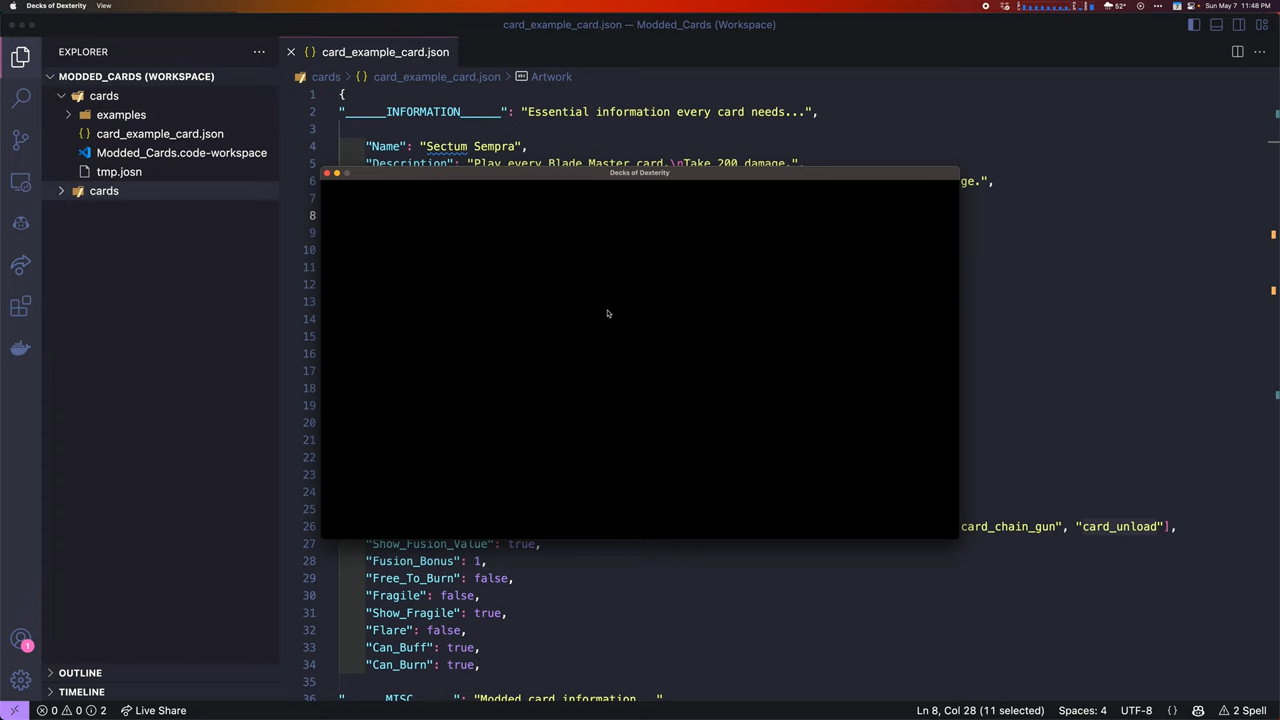 Decks of Dexterity View
52° Sun May 7 11:48 PM
card_example_card.json — Modded_Cards (Workspace)
EXPLORER
MODDED_CARDS (WORKSPACE)
cards
examples
card_example_card.json
Modded_Cards.code-workspace
tmp.josn
cards
OUTLINE
TIMELINE
card_example_card.json
cards > card_example_card.json > Artwork
1 {
2 "______INFORMATION______": "Essential information every card needs...",
3
4 "Name": "Sectum Sempra",
5 "Description": "Play every Blade Master card.\nTake 200 damage.",
6 ge.",
7
8
9
10
11
12
13
14
15
16
17
18
19
20
21
22
23
24
25
26 card_chain_gun", "card_unload"],
27 "Show_Fusion_Value": true,
28 "Fusion_Bonus": 1,
29 "Free_To_Burn": false,
30 "Fragile": false,
31 "Show_Fragile": true,
32 "Flare": false,
33 "Can_Buff": true,
34 "Can_Burn": true,
36 "______MISC______": "Modded card information..."
Decks of Dexterity
0 0 2 Live Share
Ln 8, Col 28 (11 selected) Spaces: 4 UTF-8 {} 2 Spell